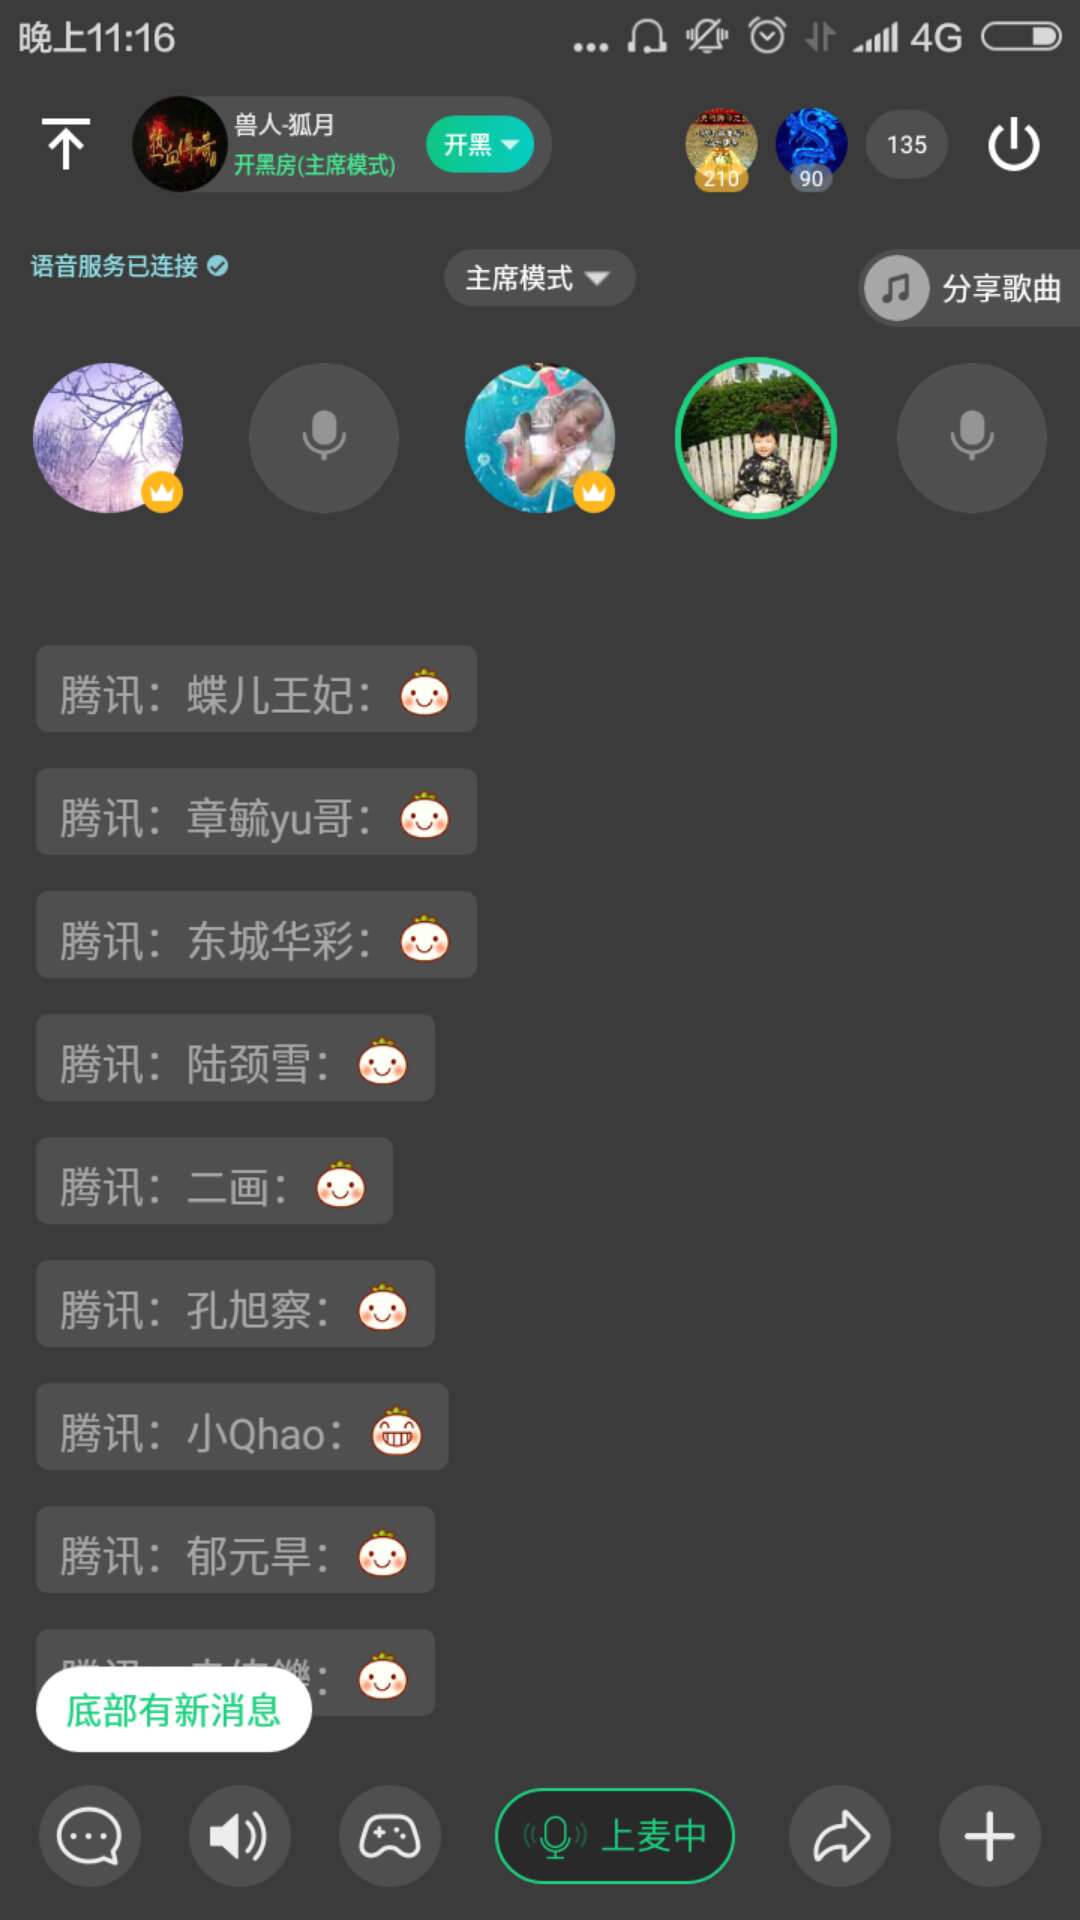 晚上11:16
4G
兽人-狐月
开黑房(主席模式)
开黑
210
90
135
语音服务已连接
主席模式
分享歌曲
腾讯：蝶儿王妃：
腾讯：章毓yu哥：
腾讯：东城华彩：
腾讯：陆颈雪：
腾讯：二画：
腾讯：孔旭察：
腾讯：小Qhao：
腾讯：郁元旱：
底部有新消息
上麦中